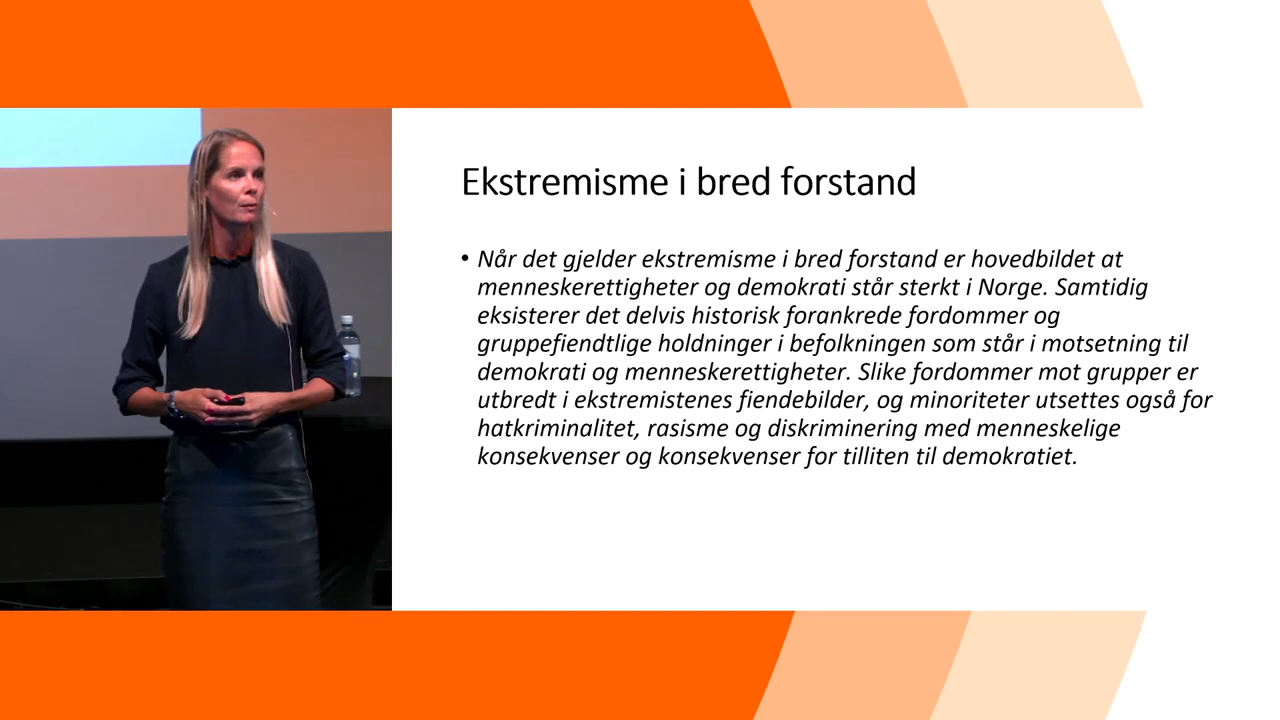 Ekstremisme i bred forstand
• Når det gjelder ekstremisme i bred forstand er hovedbildet at
menneskerettigheter og demokrati står sterkt i Norge. Samtidig
eksisterer det delvis historisk forankrede fordommer og
gruppefiendtlige holdninger i befolkningen som står i motsetning til
demokrati og menneskerettigheter. Slike fordommer mot grupper er
utbredt i ekstremistenes fiendebilder, og minoriteter utsettes også for
hatkriminalitet, rasisme og diskriminering med menneskelige
konsekvenser og konsekvenser for tilliten til demokratiet.